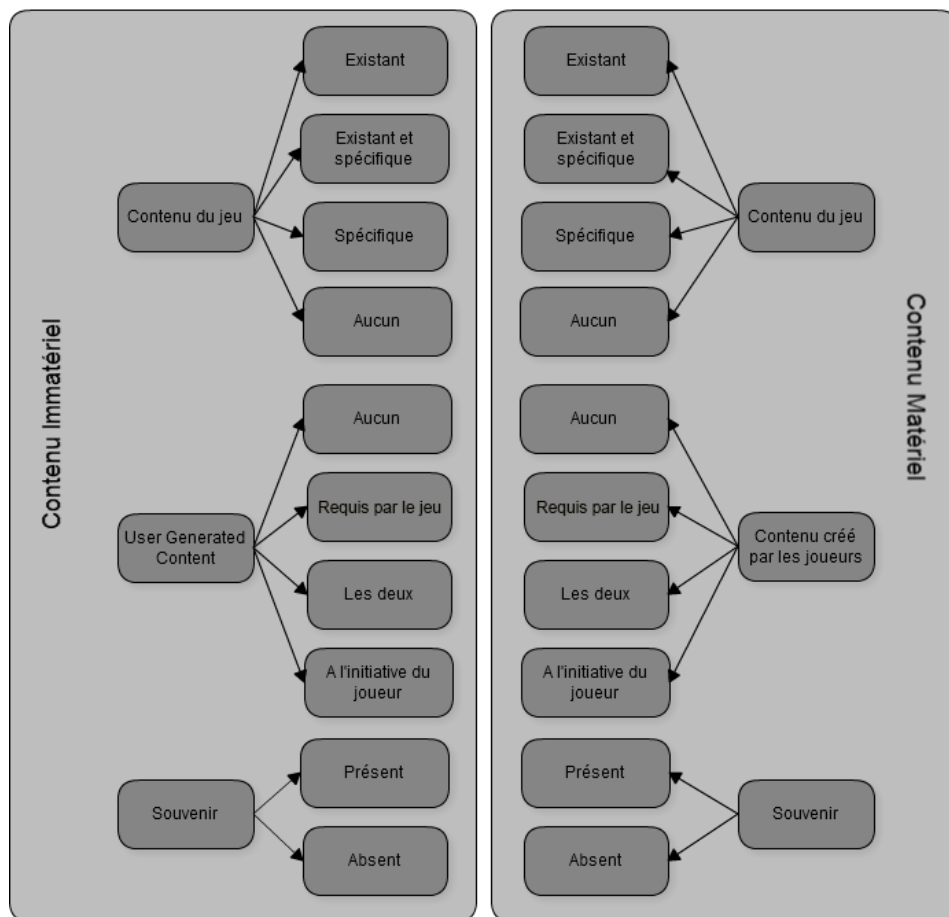 Contenu Immatériel
Contenu du jeu
Existant
Existant et
spécifique
Spécifique
Aucun
User Generated
Content
Aucun
Requis par le jeu
Les deux
A l'initiative du
joueur
Souvenir
Présent
Absent
Contenu Matériel
Contenu du jeu
Existant
Existant et
spécifique
Spécifique
Aucun
Contenu créé
par les joueurs
Aucun
Requis par le jeu
Les deux
A l'initiative du
joueur
Souvenir
Présent
Absent